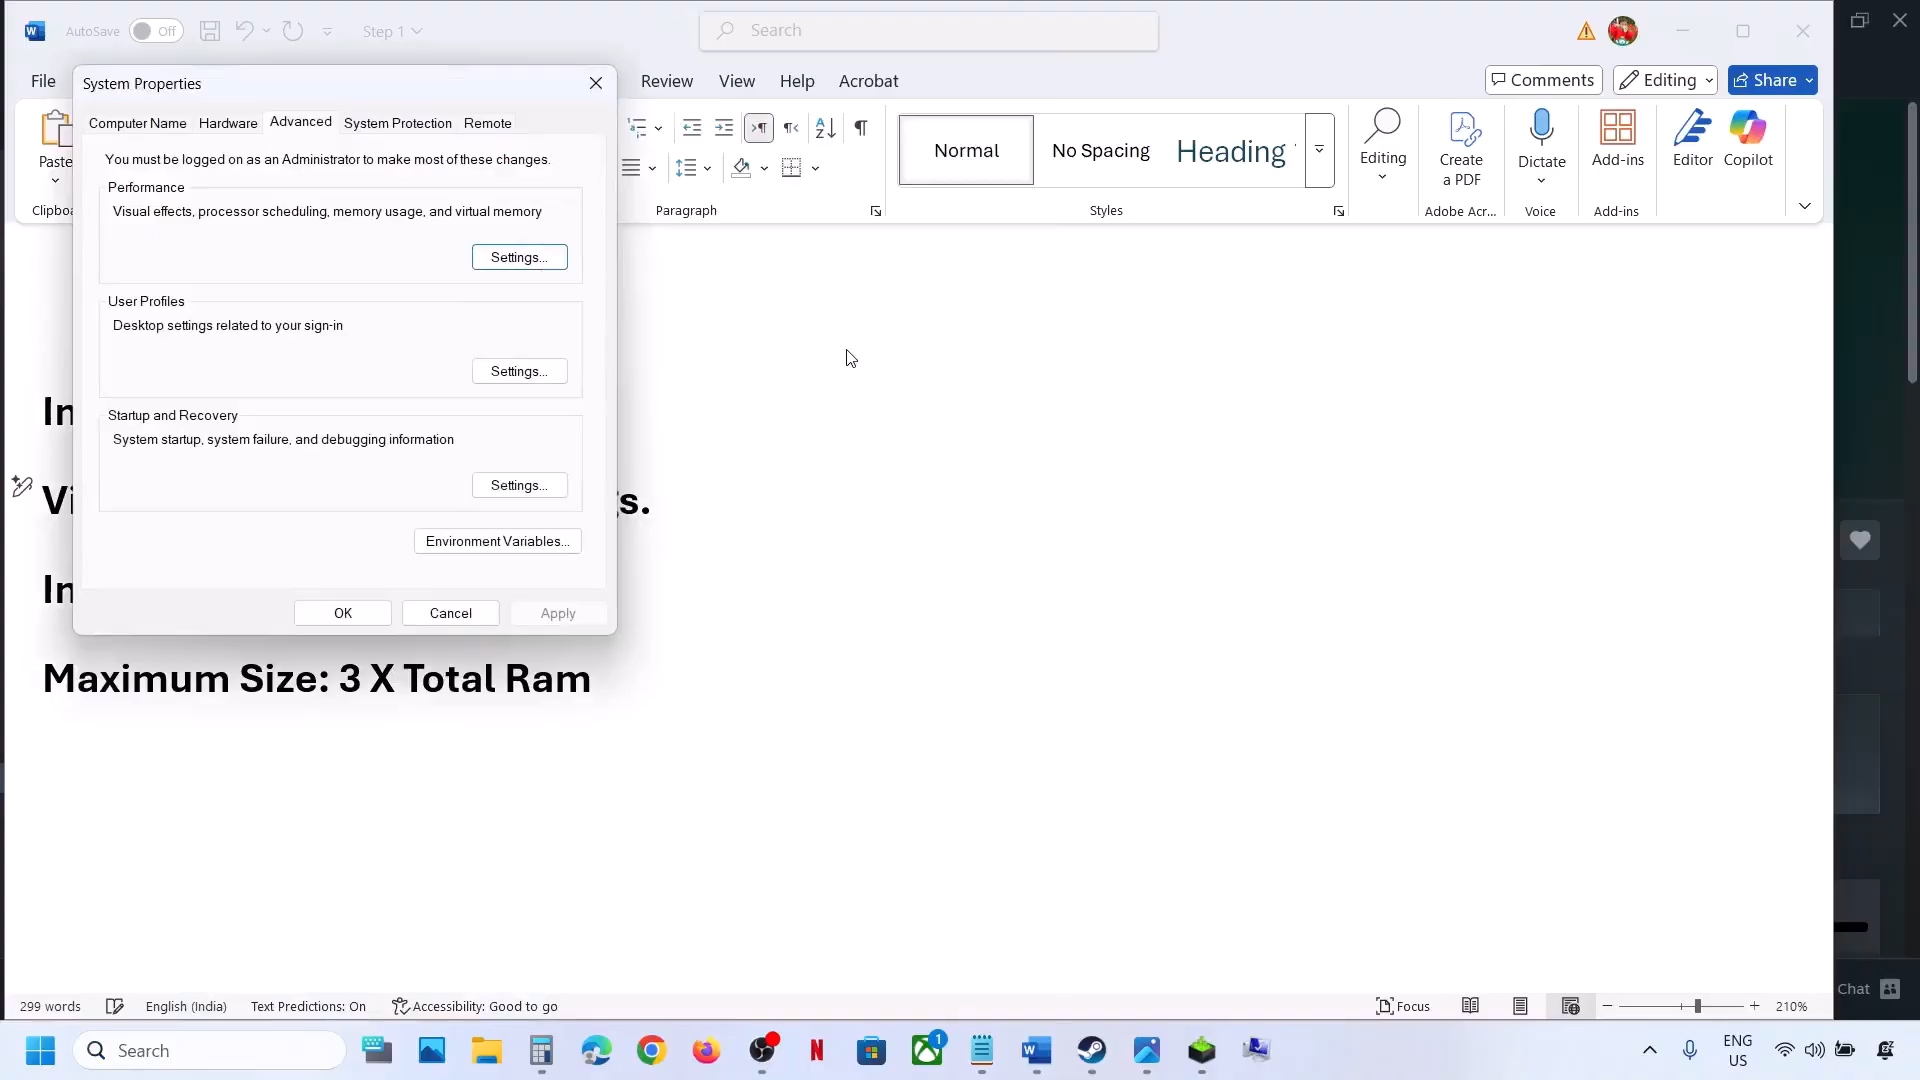 AutoSave
Off
Step 1
Search
File
Review
View
Help
Acrobat
Comments
Editing
Share
System Properties
Computer Name
Hardware
Advanced
System Protection
Remote
You must be logged on as an Administrator to make most of these changes.
Performance
Visual effects, processor scheduling, memory usage, and virtual memory
Settings...
User Profiles
Desktop settings related to your sign-in
Settings...
Startup and Recovery
System startup, system failure, and debugging information
Settings...
Environment Variables...
OK
Cancel
Apply
Paste
Paragraph
Normal
No Spacing
Heading
Styles
Editing
Create
a PDF
Adobe Acr...
Dictate
Voice
Add-ins
Add-ins
Editor
Copilot
Maximum Size: 3 X Total Ram
299 words
English (India)
Text Predictions: On
Accessibility: Good to go
Focus
210%
Chat
Search
1
ENG
US